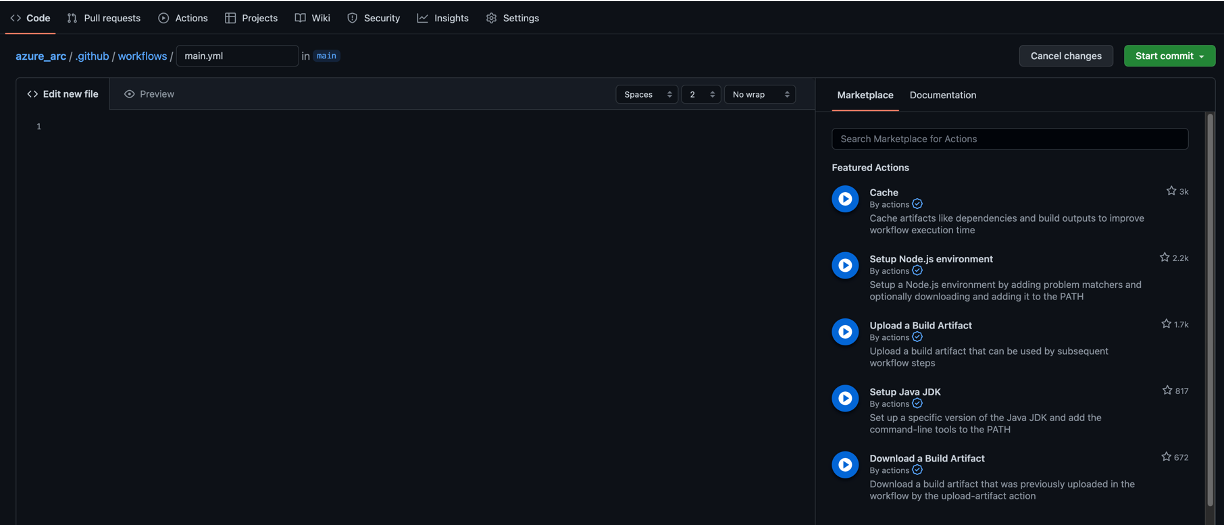 Code Pull requests Actions Projects Wiki Security Insights Settings
azure_arc / .github / workflows / main.yml in main Cancel changes Start commit
Edit new file Preview Spaces 2 No wrap
1
Marketplace Documentation
Search Marketplace for Actions
Featured Actions
Cache 3k
By actions
Cache artifacts like dependencies and build outputs to improve
workflow execution time
Setup Node.js environment 2.2k
By actions
Setup a Node.js environment by adding problem matchers and
optionally downloading and adding it to the PATH
Upload a Build Artifact 1.7k
By actions
Upload a build artifact that can be used by subsequent
workflow steps
Setup Java JDK 817
By actions
Set up a specific version of the Java JDK and add the
command-line tools to the PATH
Download a Build Artifact 672
By actions
Download a build artifact that was previously uploaded in the
workflow by the upload-artifact action